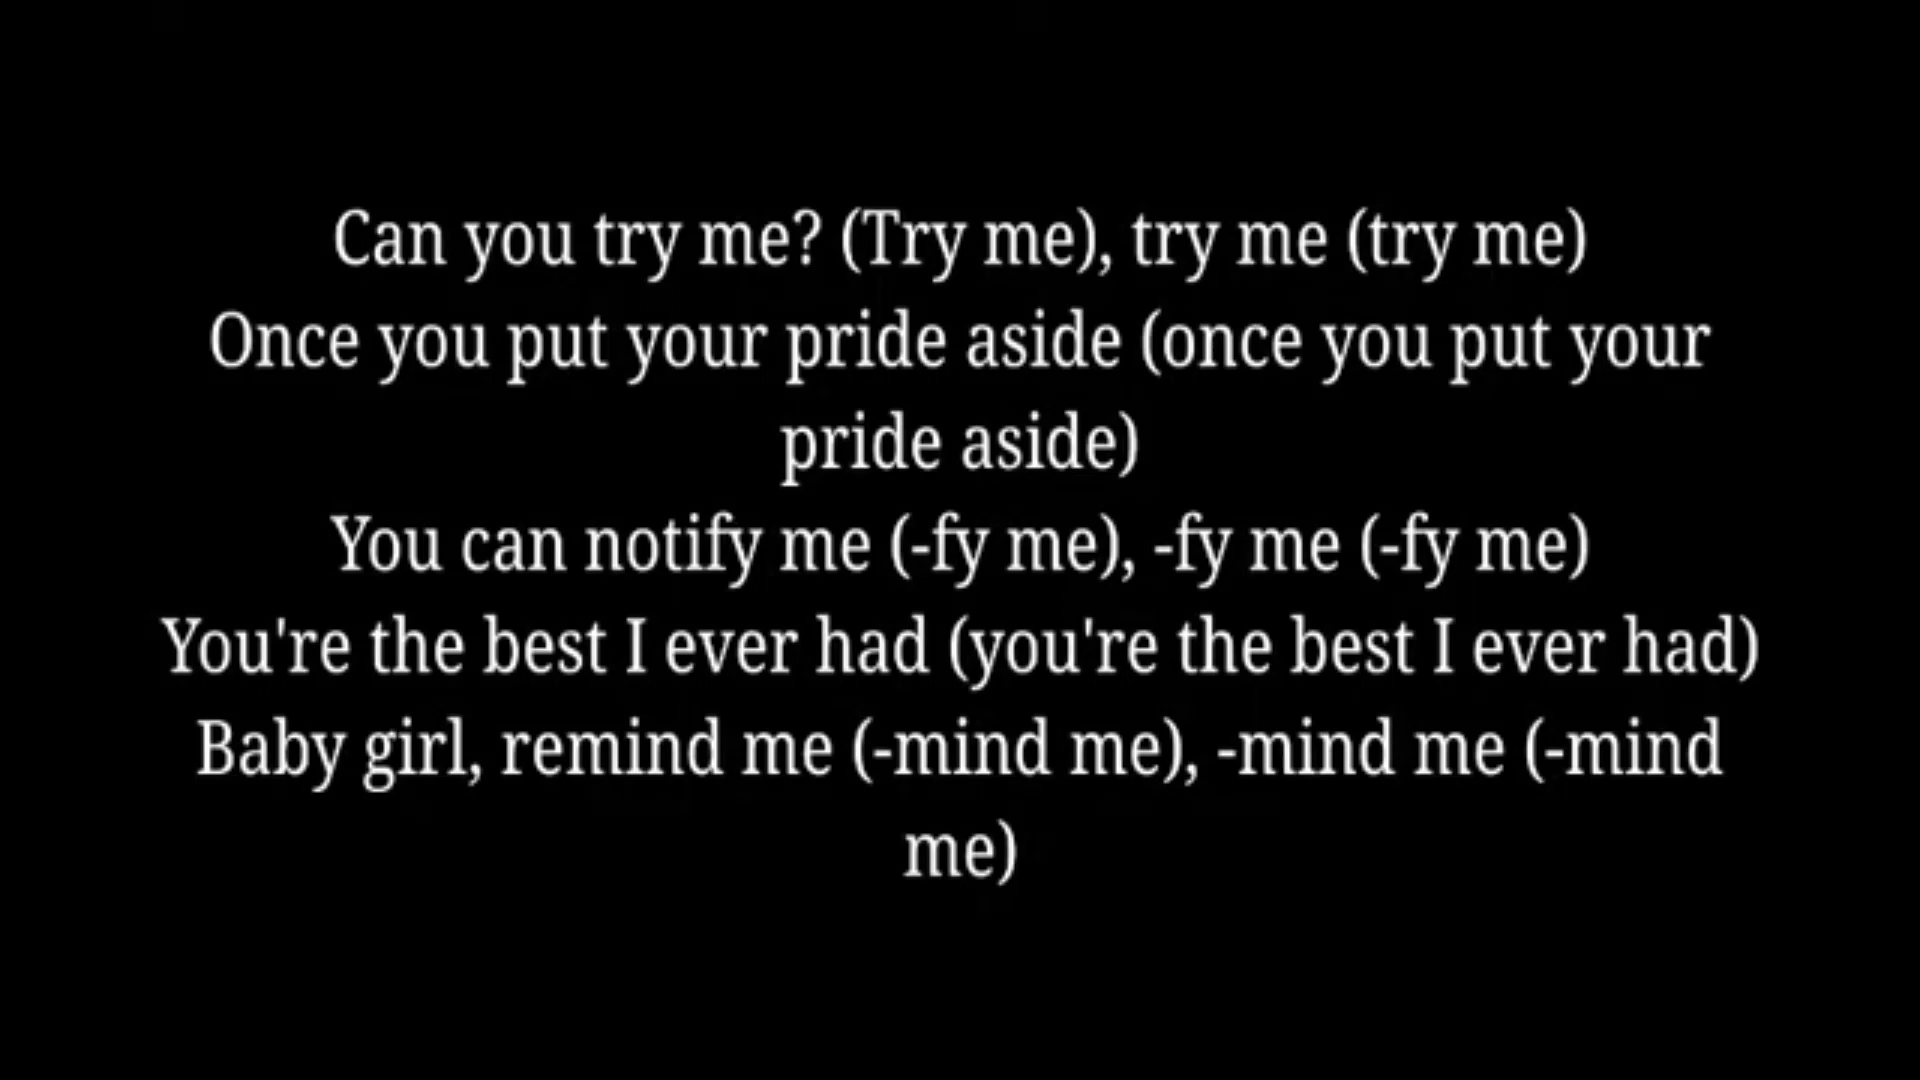 Can you try me? (Try me), try me (try me)
Once you put your pride aside (once you put your
pride aside)
You can notify me (-fy me), -fy me (-fy me)
You're the best I ever had (you're the best I ever had)
Baby girl, remind me (-mind me), -mind me (-mind
me)